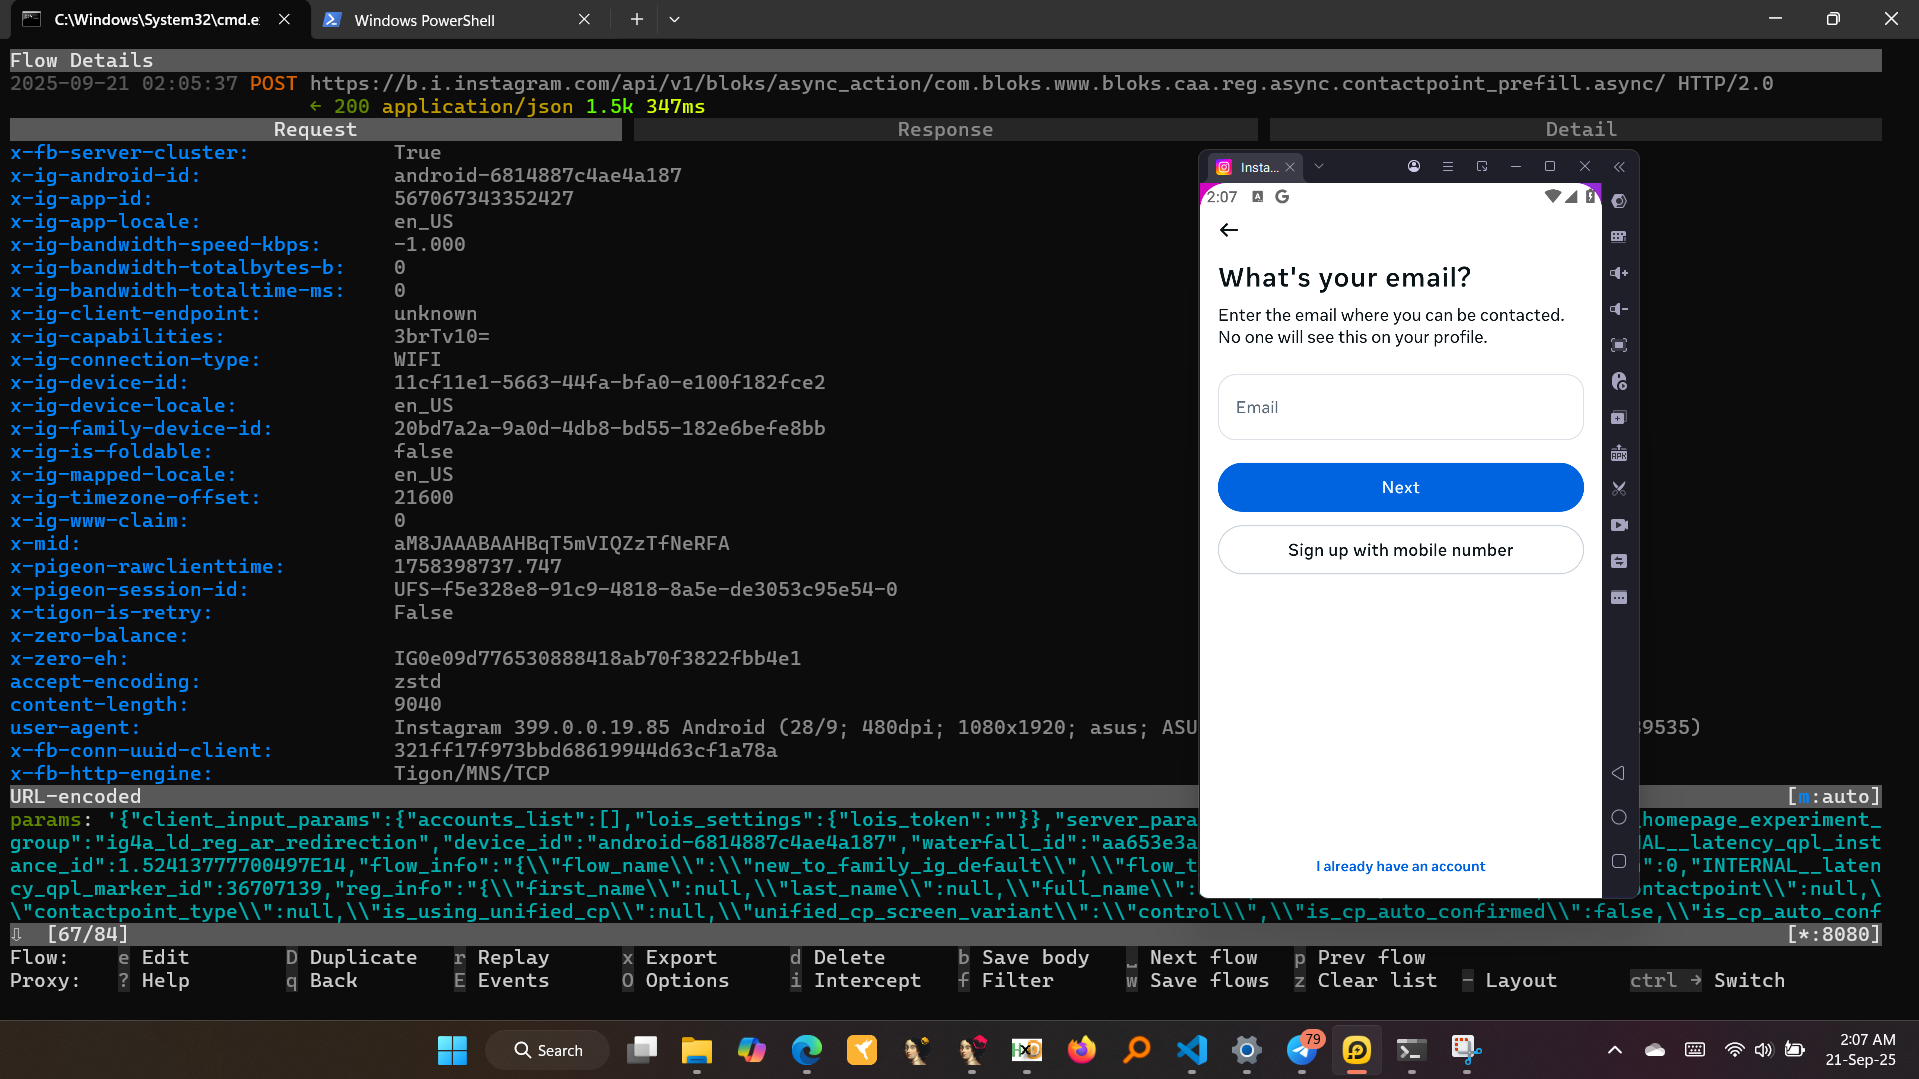 C:\Windows\System32\cmd.e
Windows PowerShell
Flow Details
2025-09-21 02:05:37 POST https://b.i.instagram.com/api/v1/bloks/async_action/com.bloks.www.bloks.caa.reg.async.contactpoint_prefill.async/ HTTP/2.0
← 200 application/json 1.5k 347ms
Request Response Detail
x-fb-server-cluster: True
x-ig-android-id: android-6814887c4ae4a187
x-ig-app-id: 567067343352427
x-ig-app-locale: en_US
x-ig-bandwidth-speed-kbps: -1.000
x-ig-bandwidth-totalbytes-b: 0
x-ig-bandwidth-totaltime-ms: 0
x-ig-client-endpoint: unknown
x-ig-capabilities: 3brTv10=
x-ig-connection-type: WIFI
x-ig-device-id: 11cf11e1-5663-44fa-bfa0-e100f182fce2
x-ig-device-locale: en_US
x-ig-family-device-id: 20bd7a2a-9a0d-4db8-bd55-182e6befe8bb
x-ig-is-foldable: false
x-ig-mapped-locale: en_US
x-ig-timezone-offset: 21600
x-ig-www-claim: 0
x-mid: aM8JAAABAAHBqT5mVIQZzTfNeRFA
x-pigeon-rawclienttime: 1758398737.747
x-pigeon-session-id: UFS-f5e328e8-91c9-4818-8a5e-de3053c95e54-0
x-tigon-is-retry: False
x-zero-balance:
x-zero-eh: IG0e09d776530888418ab70f3822fbb4e1
accept-encoding: zstd
content-length: 9040
user-agent: Instagram 399.0.0.19.85 Android (28/9; 480dpi; 1080x1920; asus; ASU 39535)
x-fb-conn-uuid-client: 321ff17f973bbd68619944d63cf1a78a
x-fb-http-engine: Tigon/MNS/TCP
URL-encoded [m:auto]
params: '{"client_input_params":{"accounts_list":[],"lois_settings":{"lois_token":""}},"server_para homepage_experiment_
group":"ig4a_ld_reg_ar_redirection","device_id":"android-6814887c4ae4a187","waterfall_id":"aa653e3a NAL__latency_qpl_inst
ance_id":1.52413777700497E14,"flow_info":"{\\"flow_name\\":\\"new_to_family_ig_default\\",\\"flow_t ":0,"INTERNAL__laten
cy_qpl_marker_id":36707139,"reg_info":"{\\"first_name\\":null,\\"last_name\\":null,\\"full_name\\": ontactpoint\\":null,\
\"contactpoint_type\\":null,\\"is_using_unified_cp\\":null,\\"unified_cp_screen_variant\\":\\"control\\",\\"is_cp_auto_confirmed\\":false,\\"is_cp_auto_conf
⇩ [67/84] [*:8080]
Flow: e Edit D Duplicate r Replay x Export d Delete b Save body ␣ Next flow p Prev flow
Proxy: ? Help q Back E Events O Options i Intercept f Filter w Save flows z Clear list - Layout ctrl → Switch
Insta...
2:07
What's your email?
Enter the email where you can be contacted.
No one will see this on your profile.
Email
Next
Sign up with mobile number
I already have an account
APK
Search
79
2:07 AM
21-Sep-25